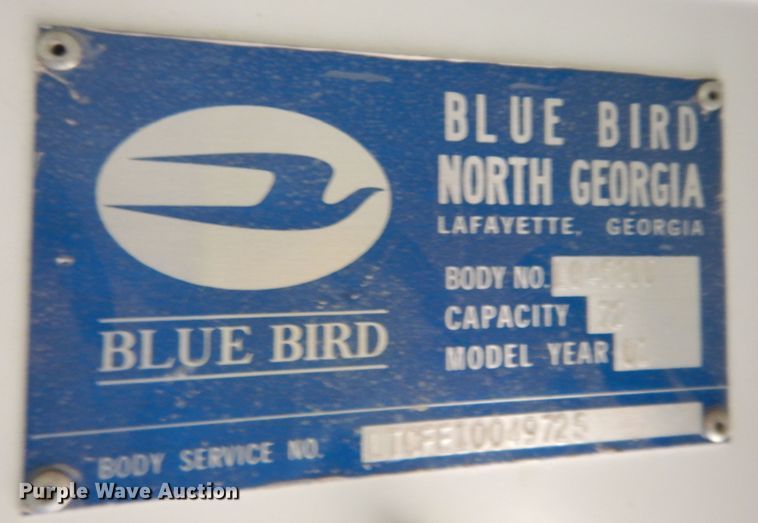 BLUE BIRD
NORTH GEORGIA
LAFAYETTE, GEORGIA
BODY NO.
CAPACITY
MODEL YEAR
BLUE BIRD
BODY SERVICE NO.
Purple Wave Auction